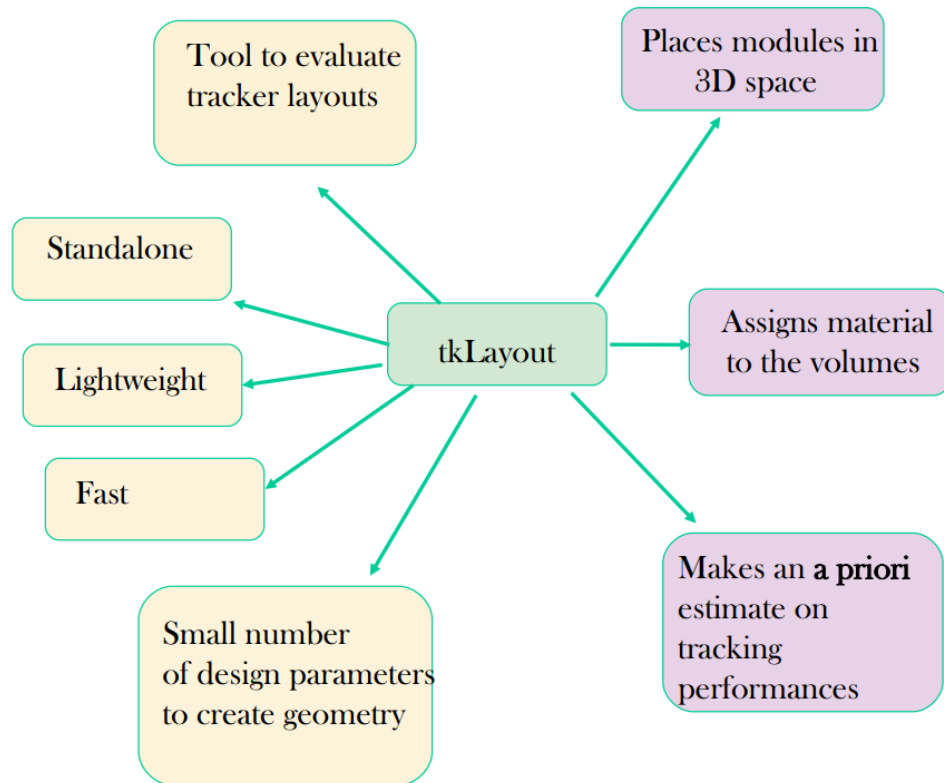 Tool to evaluate
tracker layouts
Places modules in
3D space
Standalone
Lightweight
Fast
tkLayout
Assigns material
to the volumes
Small number
of design parameters
to create geometry
Makes an a priori
estimate on
tracking
performances